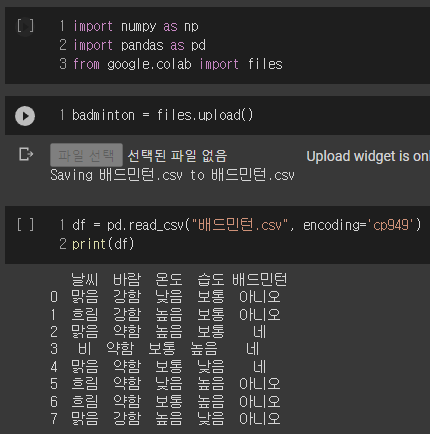 [ ] 1 import numpy as np
2 import pandas as pd
3 from google.colab import files
1 badminton = files.upload()
파일 선택 선택된 파일 없음 Upload widget is onl
Saving 배드민턴.csv to 배드민턴.csv
[ ] 1 df = pd.read_csv("배드민턴.csv", encoding='cp949')
2 print(df)
날씨 바람 온도 습도 배드민턴
0 맑음 강함 낮음 보통 아니오
1 흐림 강함 높음 보통 아니오
2 맑음 약함 높음 보통 네
3 비 약함 보통 높음 네
4 맑음 약함 보통 낮음 네
5 흐림 약함 낮음 높음 아니오
6 흐림 약함 보통 높음 아니오
7 맑음 강함 높음 낮음 아니오